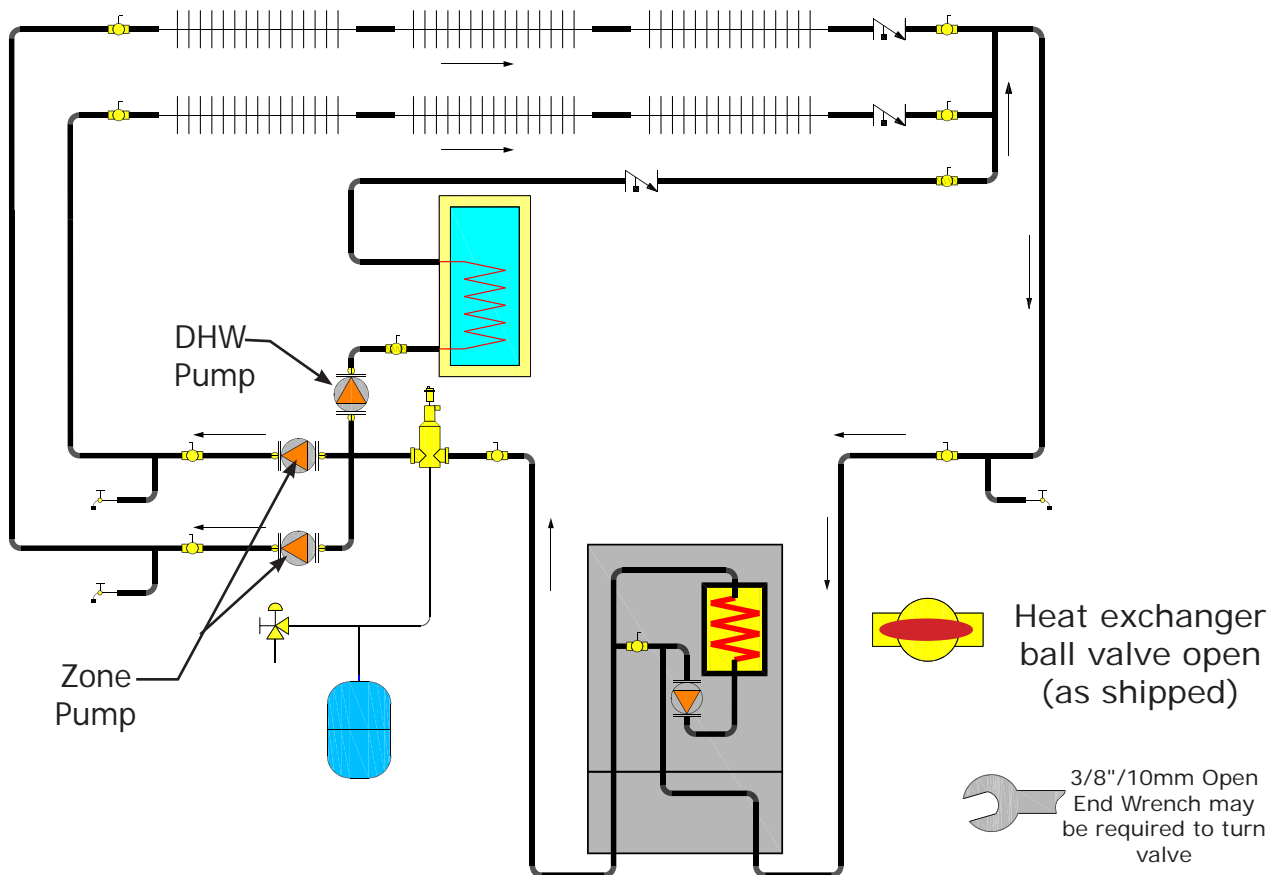 DHW
Pump
Zone
Pump
Heat exchanger
ball valve open
(as shipped)
3/8"/10mm Open
End Wrench may
be required to turn
valve